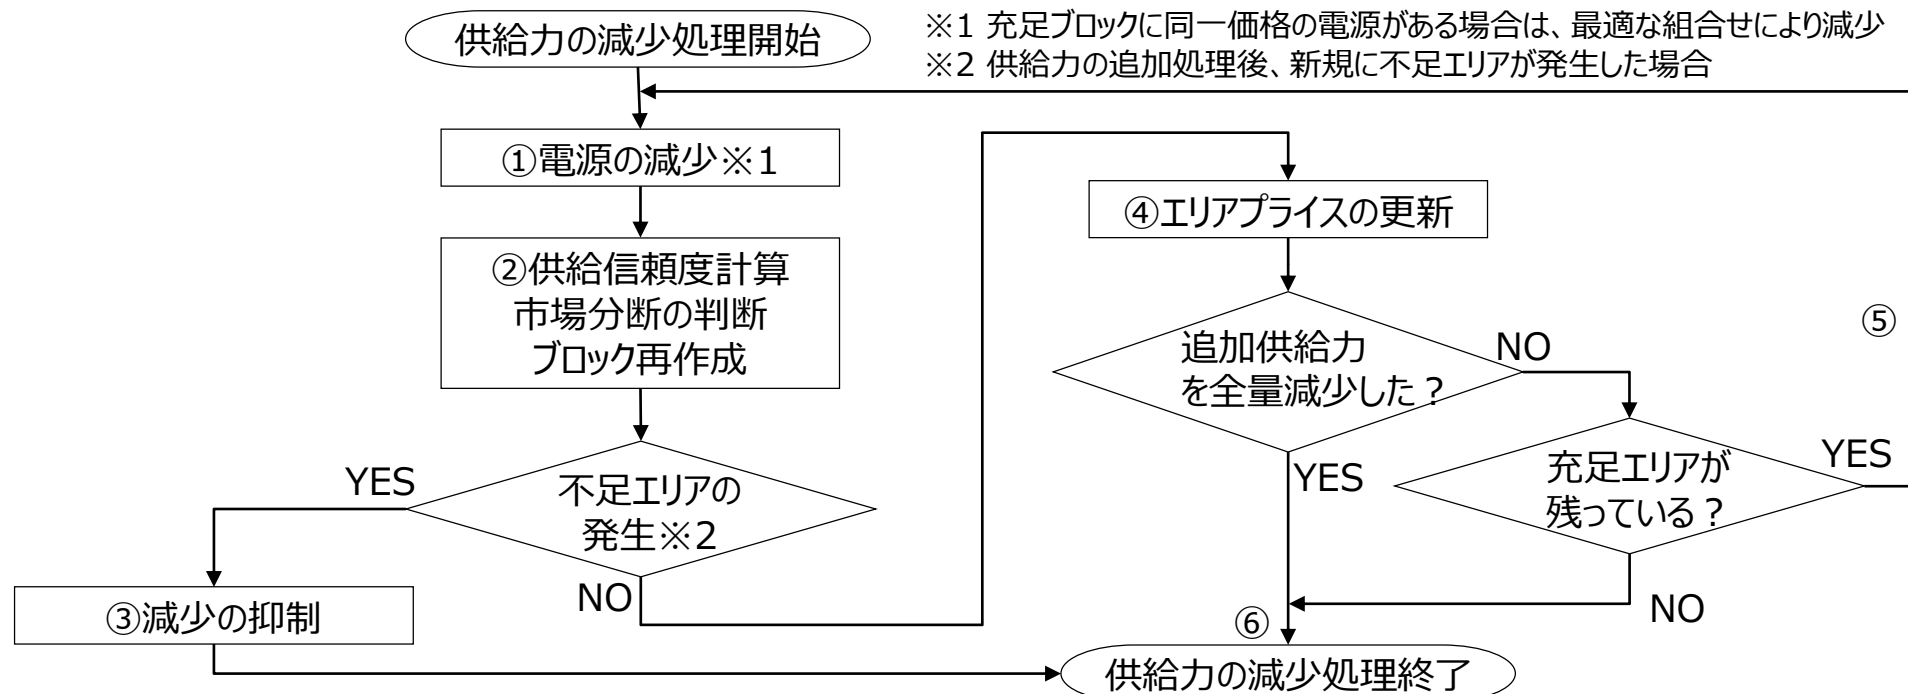 供給力の減少処理開始
※1 充足ブロックに同一価格の電源がある場合は、最適な組合せにより減少
※2 供給力の追加処理後、新規に不足エリアが発生した場合
①電源の減少※1
②供給信頼度計算
市場分断の判断
ブロック再作成
不足エリアの
発生※2
YES
NO
③減少の抑制
④エリアプライスの更新
追加供給力
を全量減少した？
NO
YES
⑤
充足エリアが
残っている？
YES
NO
⑥
供給力の減少処理終了